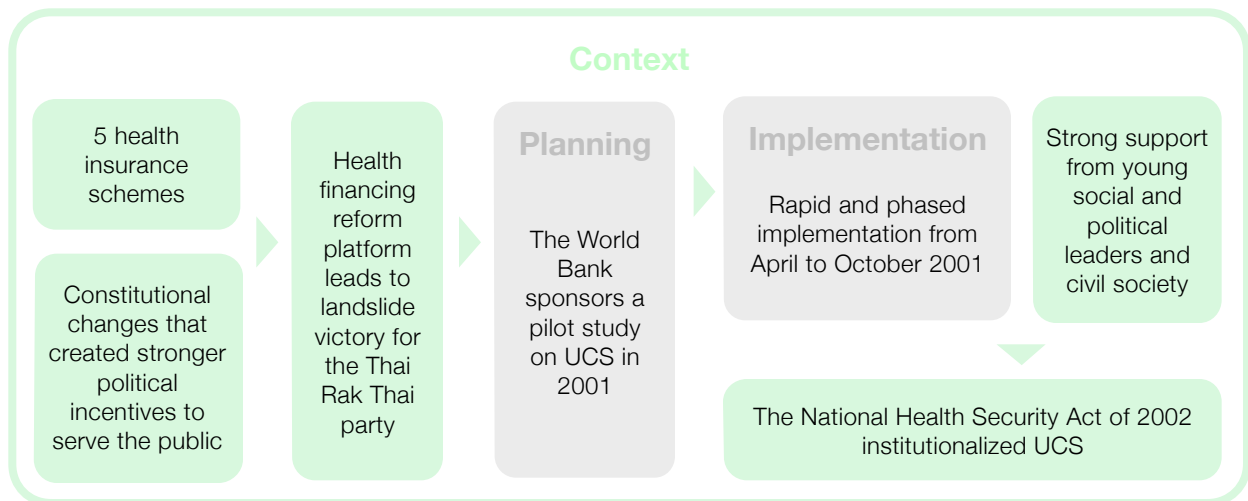 Context
5 health
insurance
schemes
Constitutional
changes that
created stronger
political
incentives to
serve the public
Health
financing
reform
platform
leads to
landslide
victory for
the Thai
Rak Thai
party
Planning
The World
Bank
sponsors a
pilot study
on UCS in
2001
Implementation
Rapid and phased
implementation from
April to October 2001
Strong support
from young
social and
political
leaders and
civil society
The National Health Security Act of 2002
institutionalized UCS